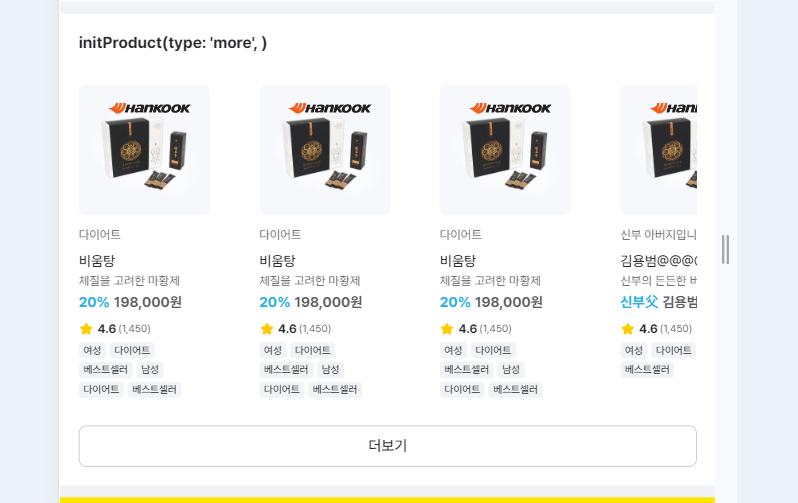 initProduct(type: 'more', )
HANKOOK HANKOOK HANKOOK HAN
다이어트 다이어트 다이어트 신부 아버지입니
비움탕 비움탕 비움탕 김용범@@@
체질을 고려한 마황제 체질을 고려한 마황제 체질을 고려한 마황제 신부의 든든한
20% 198,000원 20% 198,000원 20% 198,000원 신부父 김용범
4.6 (1,450) 4.6 (1,450) 4.6 (1,450) 4.6 (1,450)
여성 다이어트 여성 다이어트 여성 다이어트 여성 다이어트
베스트셀러 남성 베스트셀러 남성 베스트셀러 남성 베스트셀러
다이어트 베스트셀러 다이어트 베스트셀러 다이어트 베스트셀러
더보기